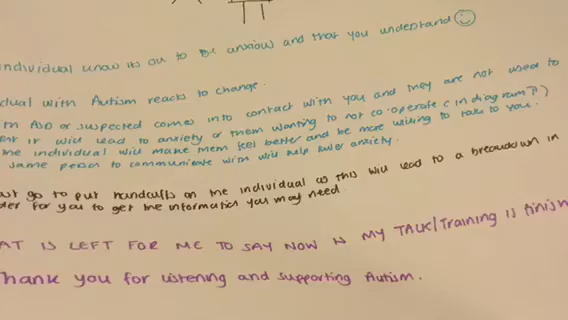 individual know its ok to be anxious and that you understand
dual with Autism reacts to change.
th ASD or suspected comes into contact with you and they are not used to
ent it will lead to anxiety or them wanting to not co-operate (in diagram ?)
he individual will make them feel better and be more willing to talk to you.
same person to communicate with will help lower anxiety.
ust go to put handcuffs on the individual as this will lead to a breakdown in
der for you to get the information you may need.
AT IS LEFT FOR ME TO SAY NOW IS MY TALK/Training IS finish
hank you for listening and supporting Autism.